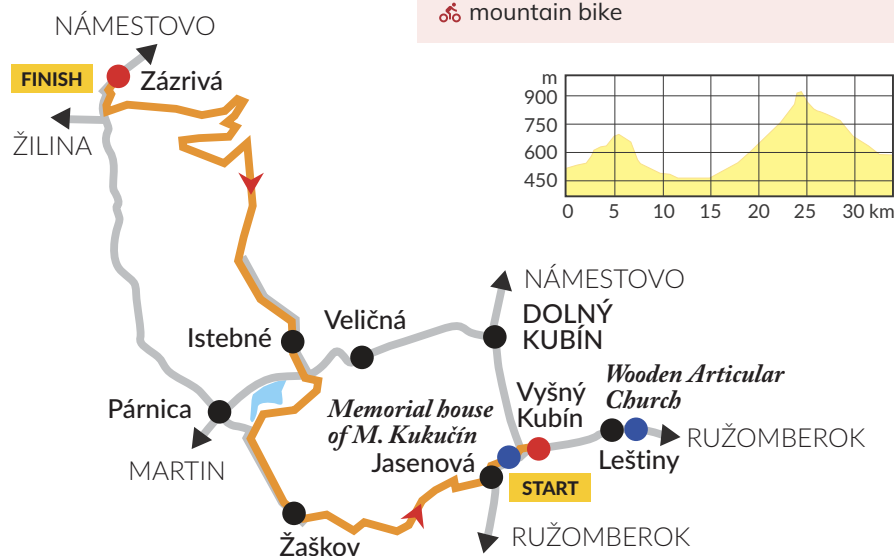 mountain bike
NÁMESTOVO
FINISH
Zázrivá
ŽILINA
m
900
750
600
450
0 5 10 15 20 25 30 km
NÁMESTOVO
DOLNÝ
KUBÍN
Veličná
Istebné
Párnica
MARTIN
Memorial house
of M. Kukučín
Jasenová
Vyšný
Kubín
Wooden Articular
Church
Leštiny
RUŽOMBEROK
START
Žaškov
RUŽOMBEROK